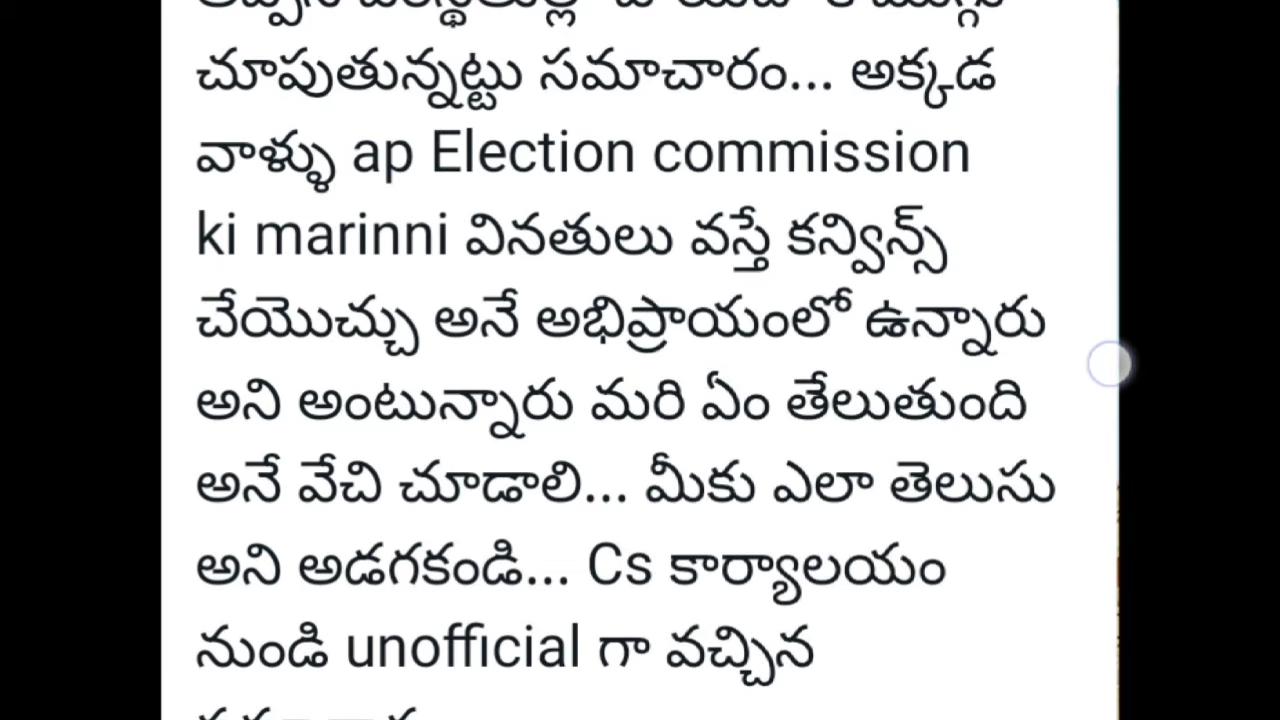 చూపుతున్నట్టు సమాచారం... అక్కడ
వాళ్ళు ap Election commission
ki marinni వినతులు వస్తే కన్విన్స్
చేయొచ్చు అనే అభిప్రాయంలో ఉన్నారు
అని అంటున్నారు మరి ఏం తేలుతుంది
అనే వేచి చూడాలి... మీకు ఎలా తెలుసు
అని అడగకండి... Cs కార్యాలయం
నుండి unofficial గా వచ్చిన